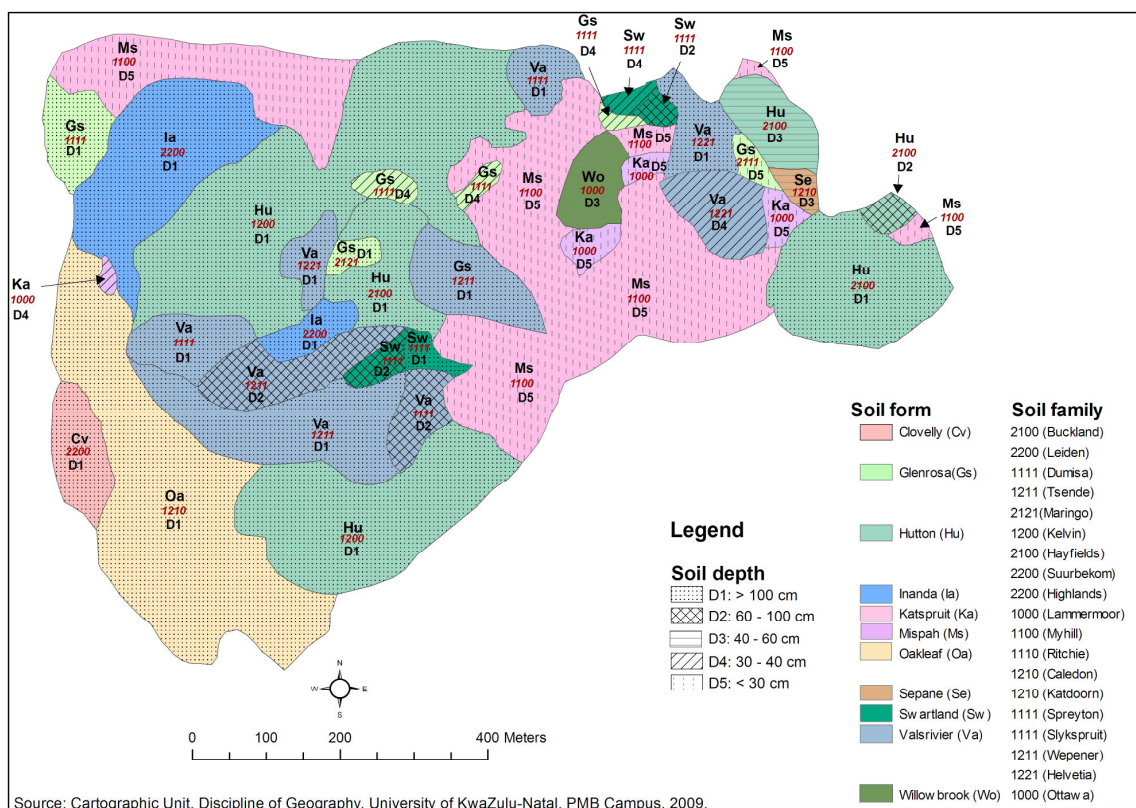 Ms
1100
D5
Gs
1111
D1
Ia
2200
D1
Va
1111
D1
Gs
1111
D4
Sw
1111
D4
Sw
1111
D2
Ms
1100
D5
Hu
2100
D3
Va
1221
D1
Ms D5
1100
Ka D5
1000
Gs
2111
D5
Se
1210
D3
Hu
2100
D2
Ms
1100
D5
Wo
1000
D3
Ms
1100
D5
Gs
1111 D4
Gs
1111
D4
Hu
1200
D1
Va
1221
D1
Gs D1
2121
Hu
2100
D1
Gs
1211
D1
Va
1221
D4
Ka
1000
D5
Ka
1000
D5
Hu
2100
D1
Ms
1100
D5
Ka
1000
D4
Va
1111
D1
Ia
2200
D1
Sw
1111
D2
Sw
1111
D1
Va
1211
D2
Ms
1100
D5
Va
1111
D2
Va
1211
D1
Cv
2200
D1
Oa
1210
D1
Hu
1200
D1
Legend
Soil depth
D1: > 100 cm
D2: 60 - 100 cm
D3: 40 - 60 cm
D4: 30 - 40 cm
D5: < 30 cm
Soil form Soil family
Clovelly (Cv) 2100 (Buckland)
2200 (Leiden)
Glenrosa(Gs) 1111 (Dumisa)
1211 (Tsende)
2121(Maringo)
Hutton (Hu) 1200 (Kelvin)
2100 (Hayfields)
2200 (Suurbekom)
Inanda (Ia) 2200 (Highlands)
Katspruit (Ka) 1000 (Lammermoor)
Mispah (Ms) 1100 (Myhill)
Oakleaf (Oa) 1110 (Ritchie)
1210 (Caledon)
Sepane (Se) 1210 (Katdoorn)
Swartland (Sw) 1111 (Spreyton)
Valsrivier (Va) 1111 (Slykspruit)
1211 (Wepener)
1221 (Helvetia)
Willowbrook (Wo) 1000 (Ottawa)
N
W E
S
0 100 200 400 Meters
Source: Cartographic Unit, Discipline of Geography, University of KwaZulu-Natal, PMB Campus, 2009.